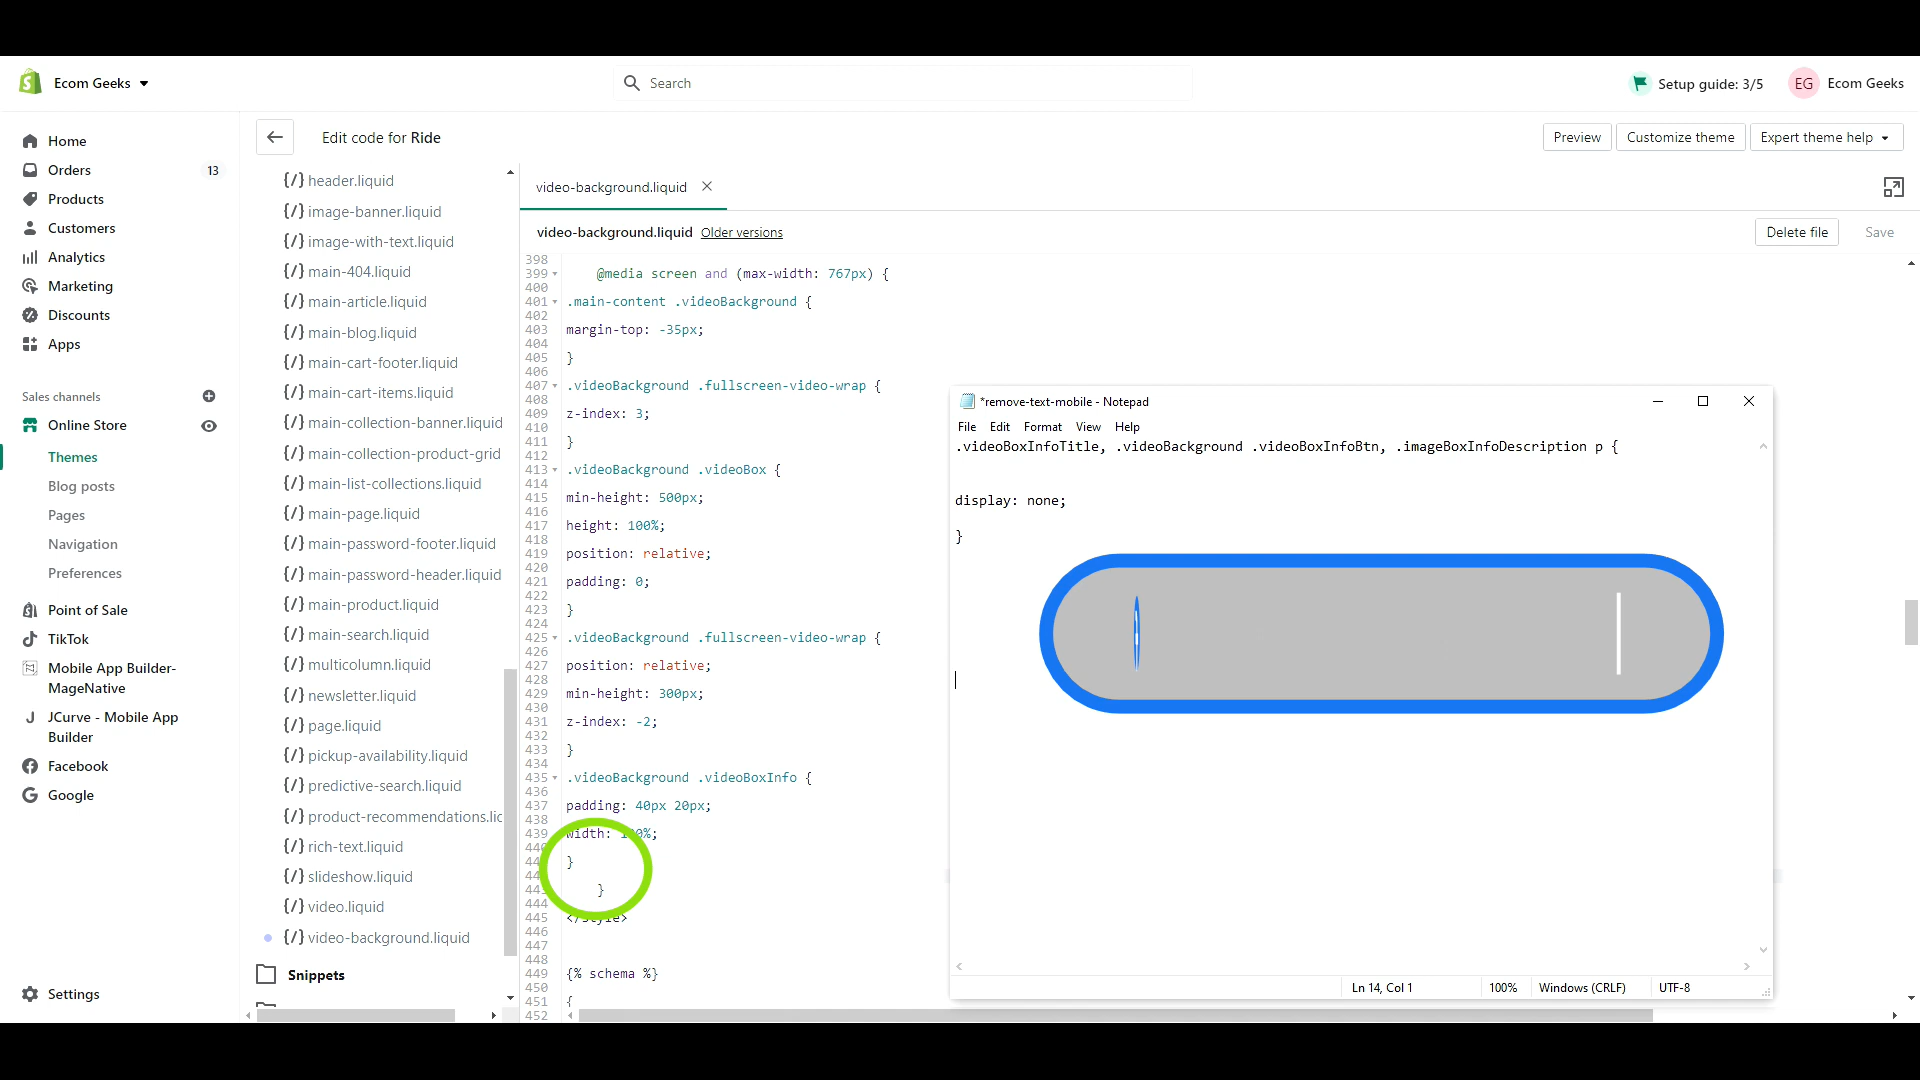 Ecom Geeks
Search
Setup guide: 3/5
EG
Ecom Geeks
Home
Orders
13
Products
Customers
Analytics
Marketing
Discounts
Apps
Sales channels
Online Store
Themes
Blog posts
Pages
Navigation
Preferences
Point of Sale
TikTok
Mobile App Builder-
MageNative
JCurve - Mobile App
Builder
Facebook
Google
Settings
Edit code for Ride
Preview
Customize theme
Expert theme help
{/} header.liquid
{/} image-banner.liquid
{/} image-with-text.liquid
{/} main-404.liquid
{/} main-article.liquid
{/} main-blog.liquid
{/} main-cart-footer.liquid
{/} main-cart-items.liquid
{/} main-collection-banner.liquid
{/} main-collection-product-grid
{/} main-list-collections.liquid
{/} main-page.liquid
{/} main-password-footer.liquid
{/} main-password-header.liquid
{/} main-product.liquid
{/} main-search.liquid
{/} multicolumn.liquid
{/} newsletter.liquid
{/} page.liquid
{/} pickup-availability.liquid
{/} predictive-search.liquid
{/} product-recommendations.lic
{/} rich-text.liquid
{/} slideshow.liquid
{/} video.liquid
{/} video-background.liquid
Snippets
video-background.liquid
video-background.liquid Older versions
Delete file
Save
398
399 @media screen and (max-width: 767px) {
400
401 .main-content .videoBackground {
402
403 margin-top: -35px;
404
405 }
406
407 .videoBackground .fullscreen-video-wrap {
408
409 z-index: 3;
410
411 }
412
413 .videoBackground .videoBox {
414
415 min-height: 500px;
416
417 height: 100%;
418
419 position: relative;
420
421 padding: 0;
422
423 }
424
425 .videoBackground .fullscreen-video-wrap {
426
427 position: relative;
428
429 min-height: 300px;
430
431 z-index: -2;
432
433 }
434
435 .videoBackground .videoBoxInfo {
436
437 padding: 40px 20px;
438
439 width: 100%;
}
}
444
445 </style>
446
447
448
449 {% schema %}
450
451 {
452
*remove-text-mobile - Notepad
File Edit Format View Help
.videoBoxInfoTitle, .videoBackground .videoBoxInfoBtn, .imageBoxInfoDescription p {
display: none;
}
Ln 14, Col 1
100%
Windows (CRLF)
UTF-8